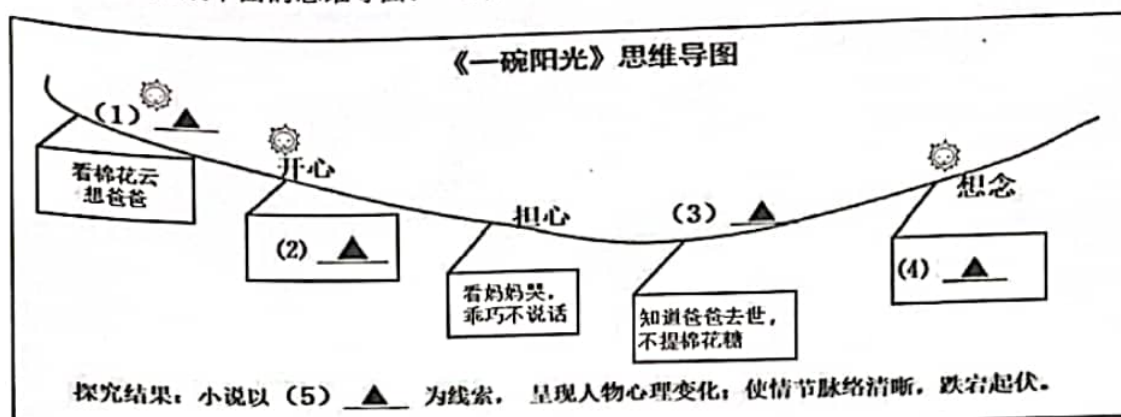 《一碗阳光》思维导图
（1）▲
开心
担心
（3）▲
想念
看棉花云
想爸爸
（2）▲
看妈妈哭，
乖巧不说话
知道爸爸去世，
不提棉花糖
（4）▲
探究结果：小说以（5）▲为线索，呈现人物心理变化；使情节脉络清晰，跌宕起伏。